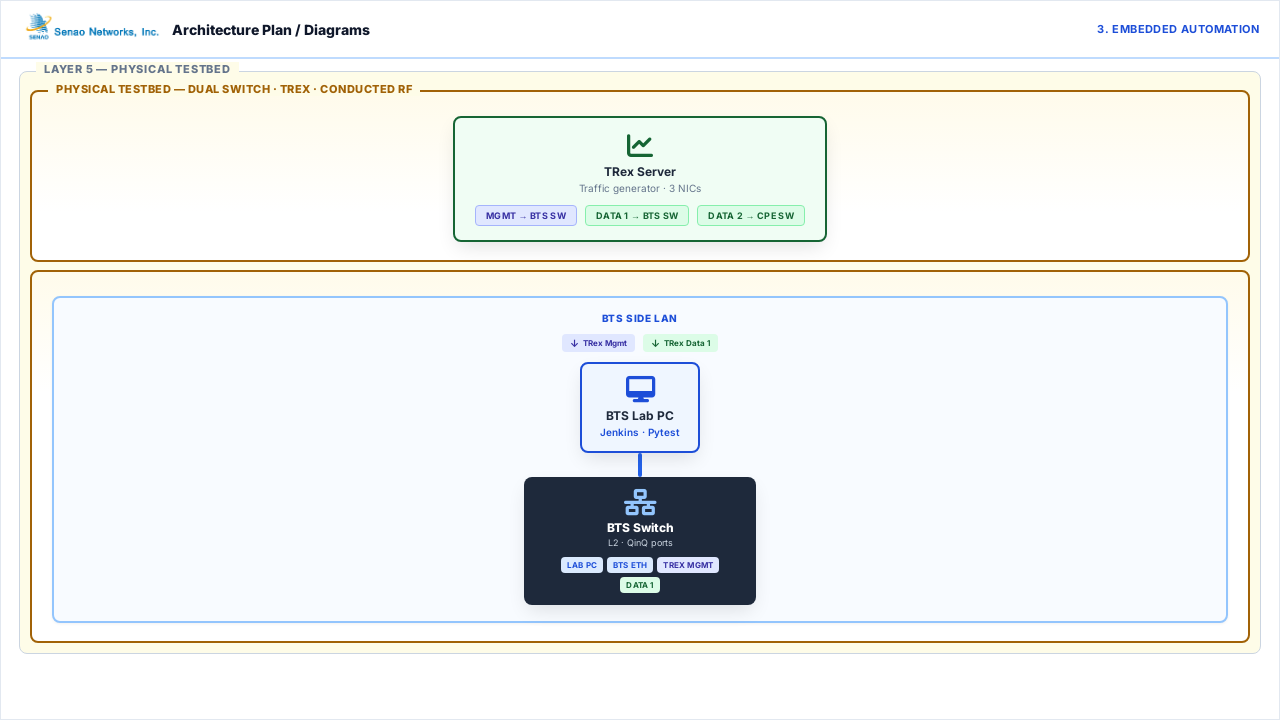 SENAO
Senao Networks, Inc.
Architecture Plan / Diagrams
3. EMBEDDED AUTOMATION
LAYER 5 — PHYSICAL TESTBED
PHYSICAL TESTBED — DUAL SWITCH · TREX · CONDUCTED RF
TRex Server
Traffic generator · 3 NICs
MGMT → BTS SW
DATA 1 → BTS SW
DATA 2 → CPE SW
BTS SIDE LAN
↓ TRex Mgmt
↓ TRex Data 1
BTS Lab PC
Jenkins · Pytest
BTS Switch
L2 · QinQ ports
LAB PC
BTS ETH
TREX MGMT
DATA 1